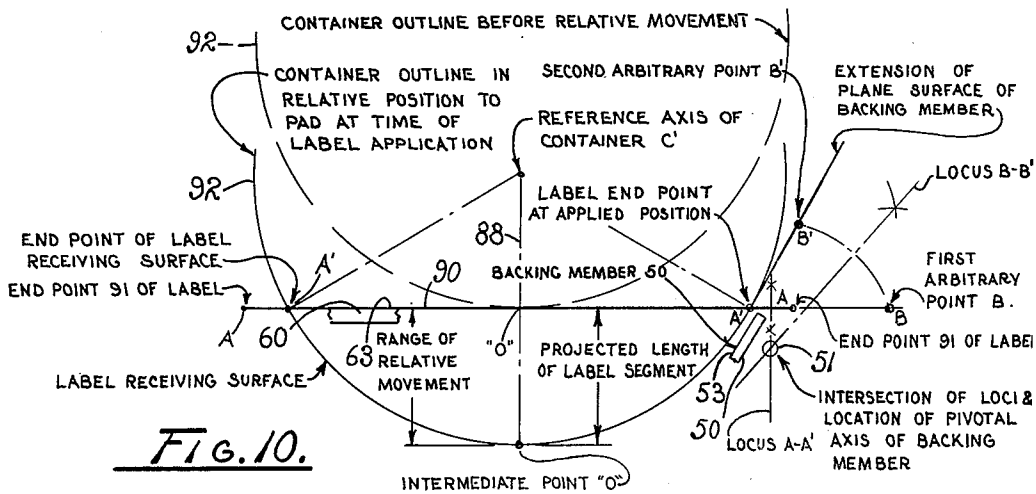 CONTAINER OUTLINE BEFORE RELATIVE MOVEMENT
92
CONTAINER OUTLINE IN
RELATIVE POSITION TO
PAD AT TIME OF
LABEL APPLICATION
SECOND ARBITRARY POINT B'
EXTENSION OF
PLANE SURFACE OF
BACKING MEMBER
REFERENCE AXIS OF
CONTAINER C'
92
LABEL END POINT
AT APPLIED POSITION
LOCUS B-B'
88
B'
END POINT OF LABEL
RECEIVING SURFACE
A'
90
BACKING MEMBER 50
FIRST
ARBITRARY
POINT B.
END POINT 91 OF LABEL
A
60
63
"O"
A'
A
B
RANGE OF
RELATIVE
MOVEMENT
PROJECTED LENGTH
OF LABEL SEGMENT
53
50
51
END POINT 91 OF LABEL
LABEL RECEIVING SURFACE
INTERSECTION OF LOCI &
LOCATION OF PIVOTAL
AXIS OF BACKING
MEMBER
LOCUS A-A'
FIG. 10.
INTERMEDIATE POINT "O"